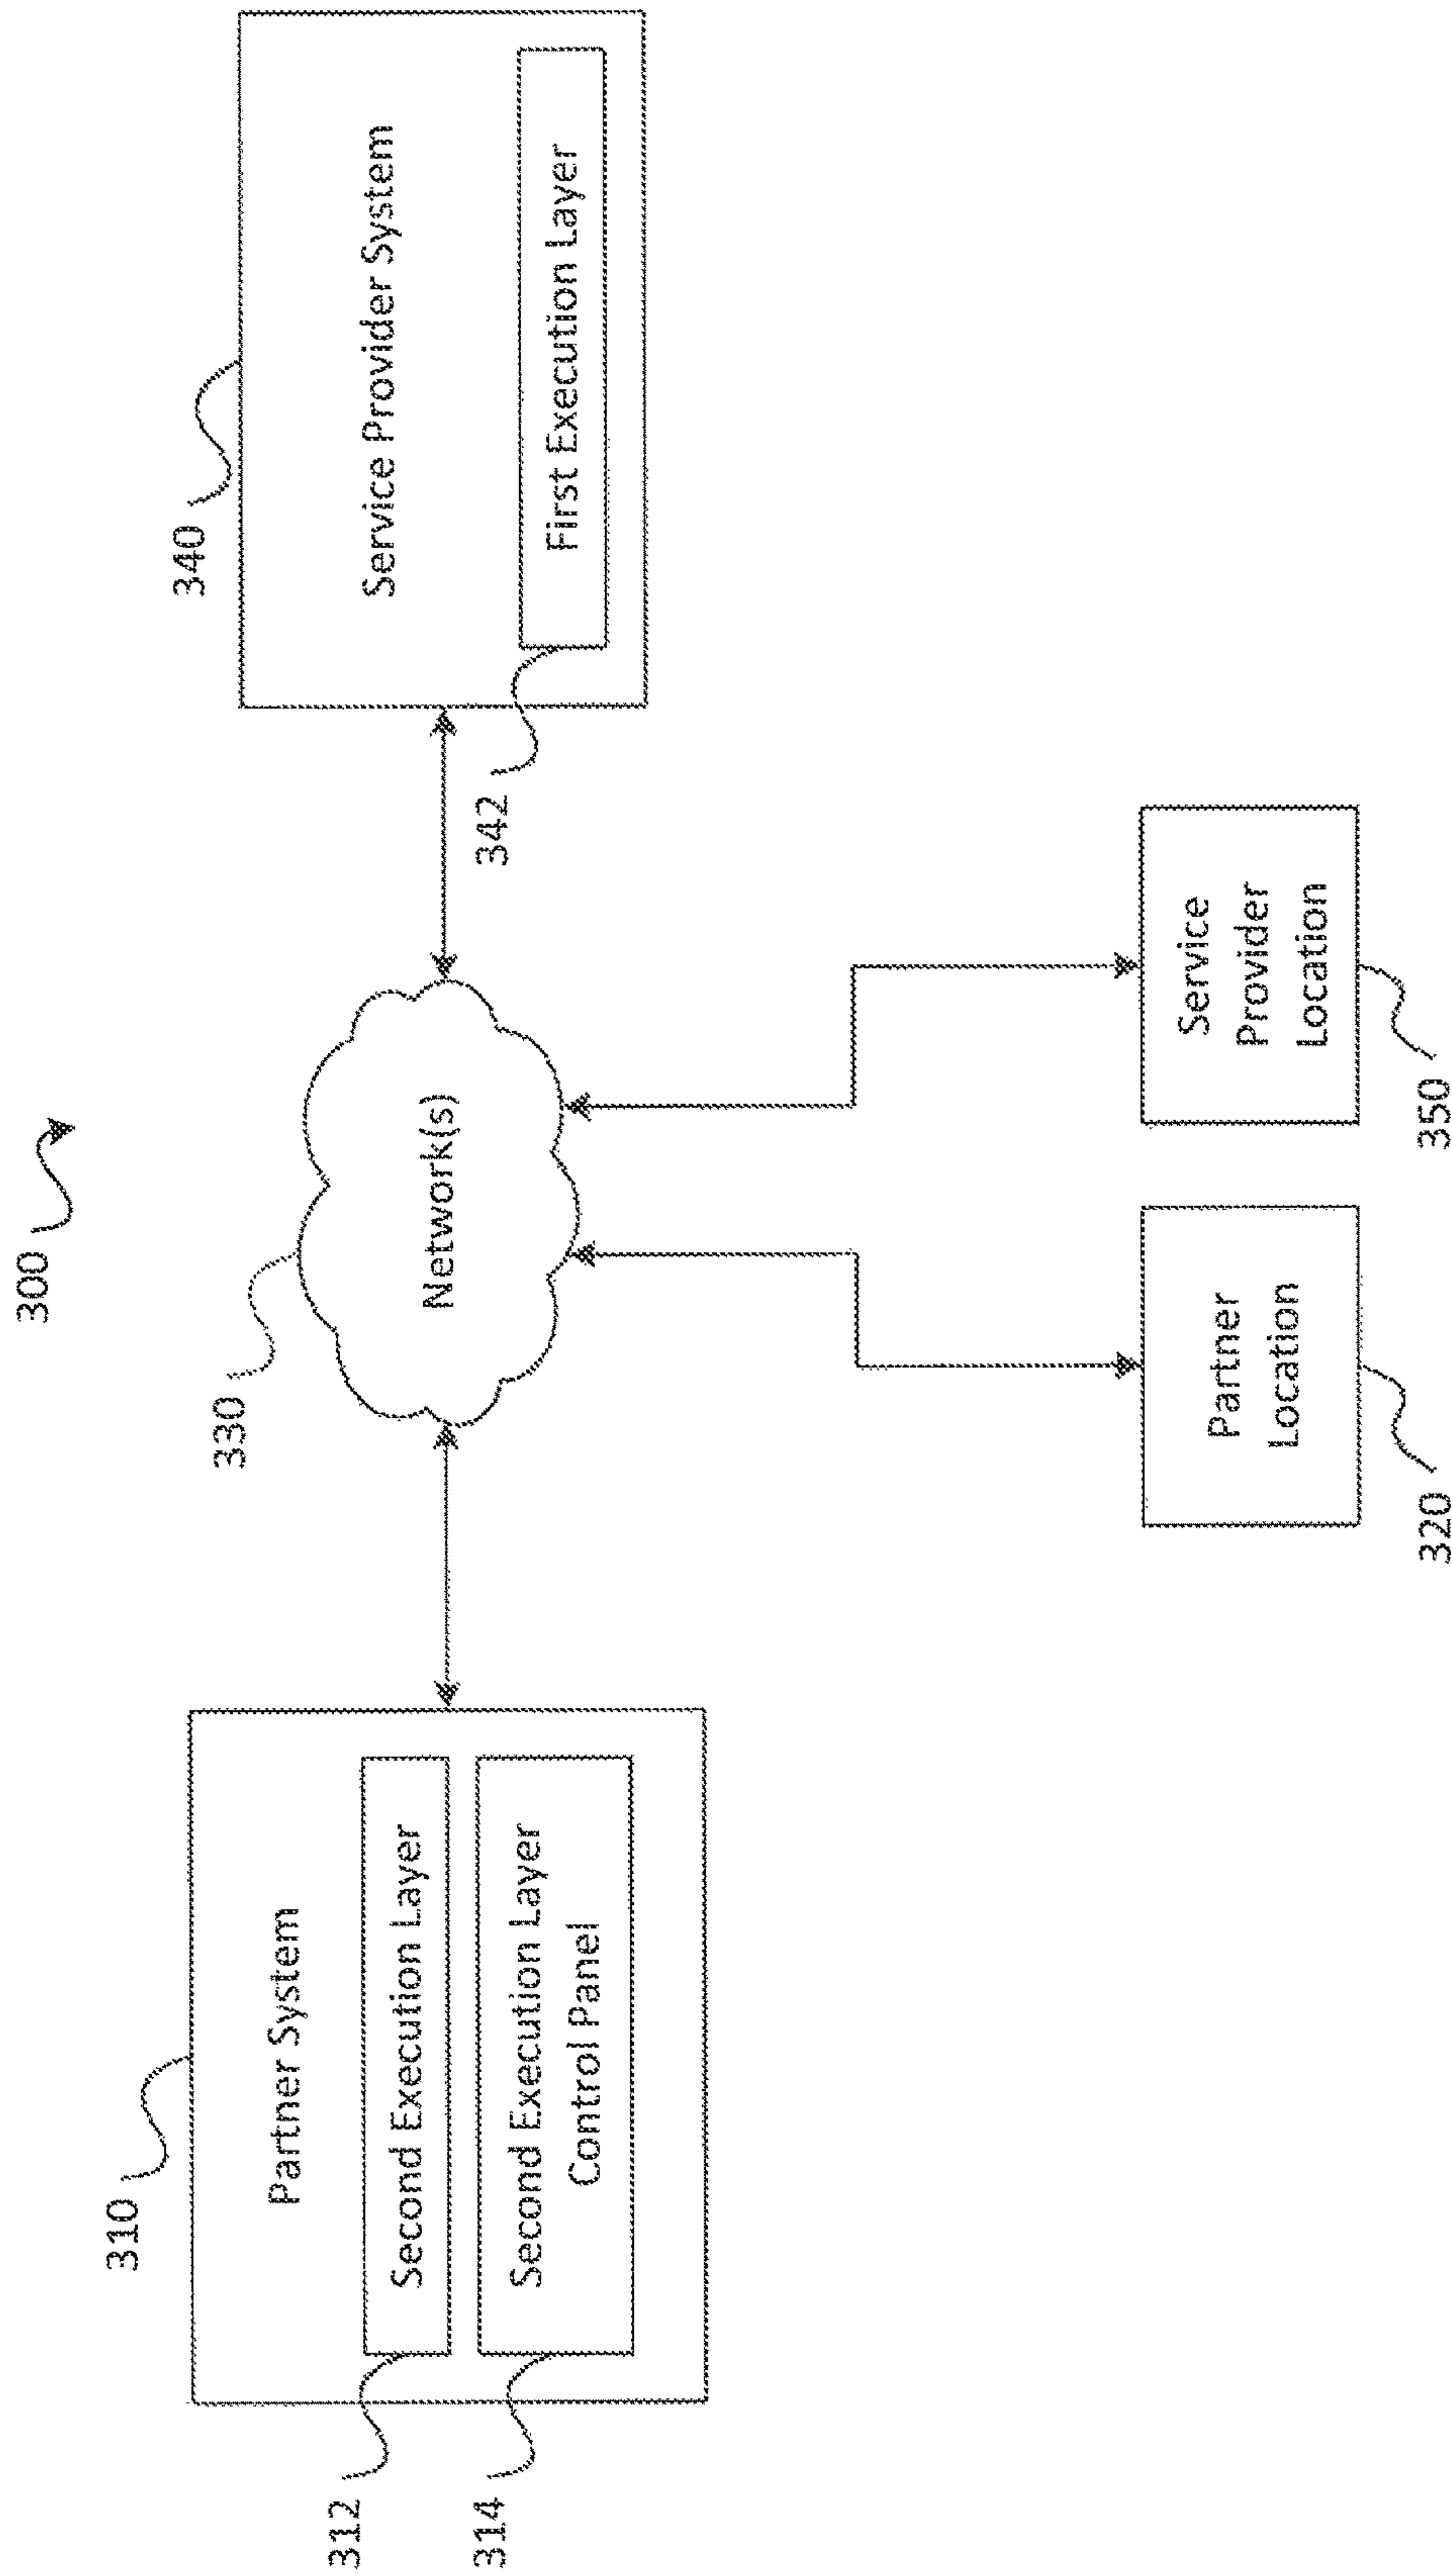 300
310
Partner System
312
Second Execution Layer
314
Second Execution Layer
Control Panel
330
Network(s)
340
Service Provider System
342
First Execution Layer
Partner
Location
320
Service
Provider
Location
350